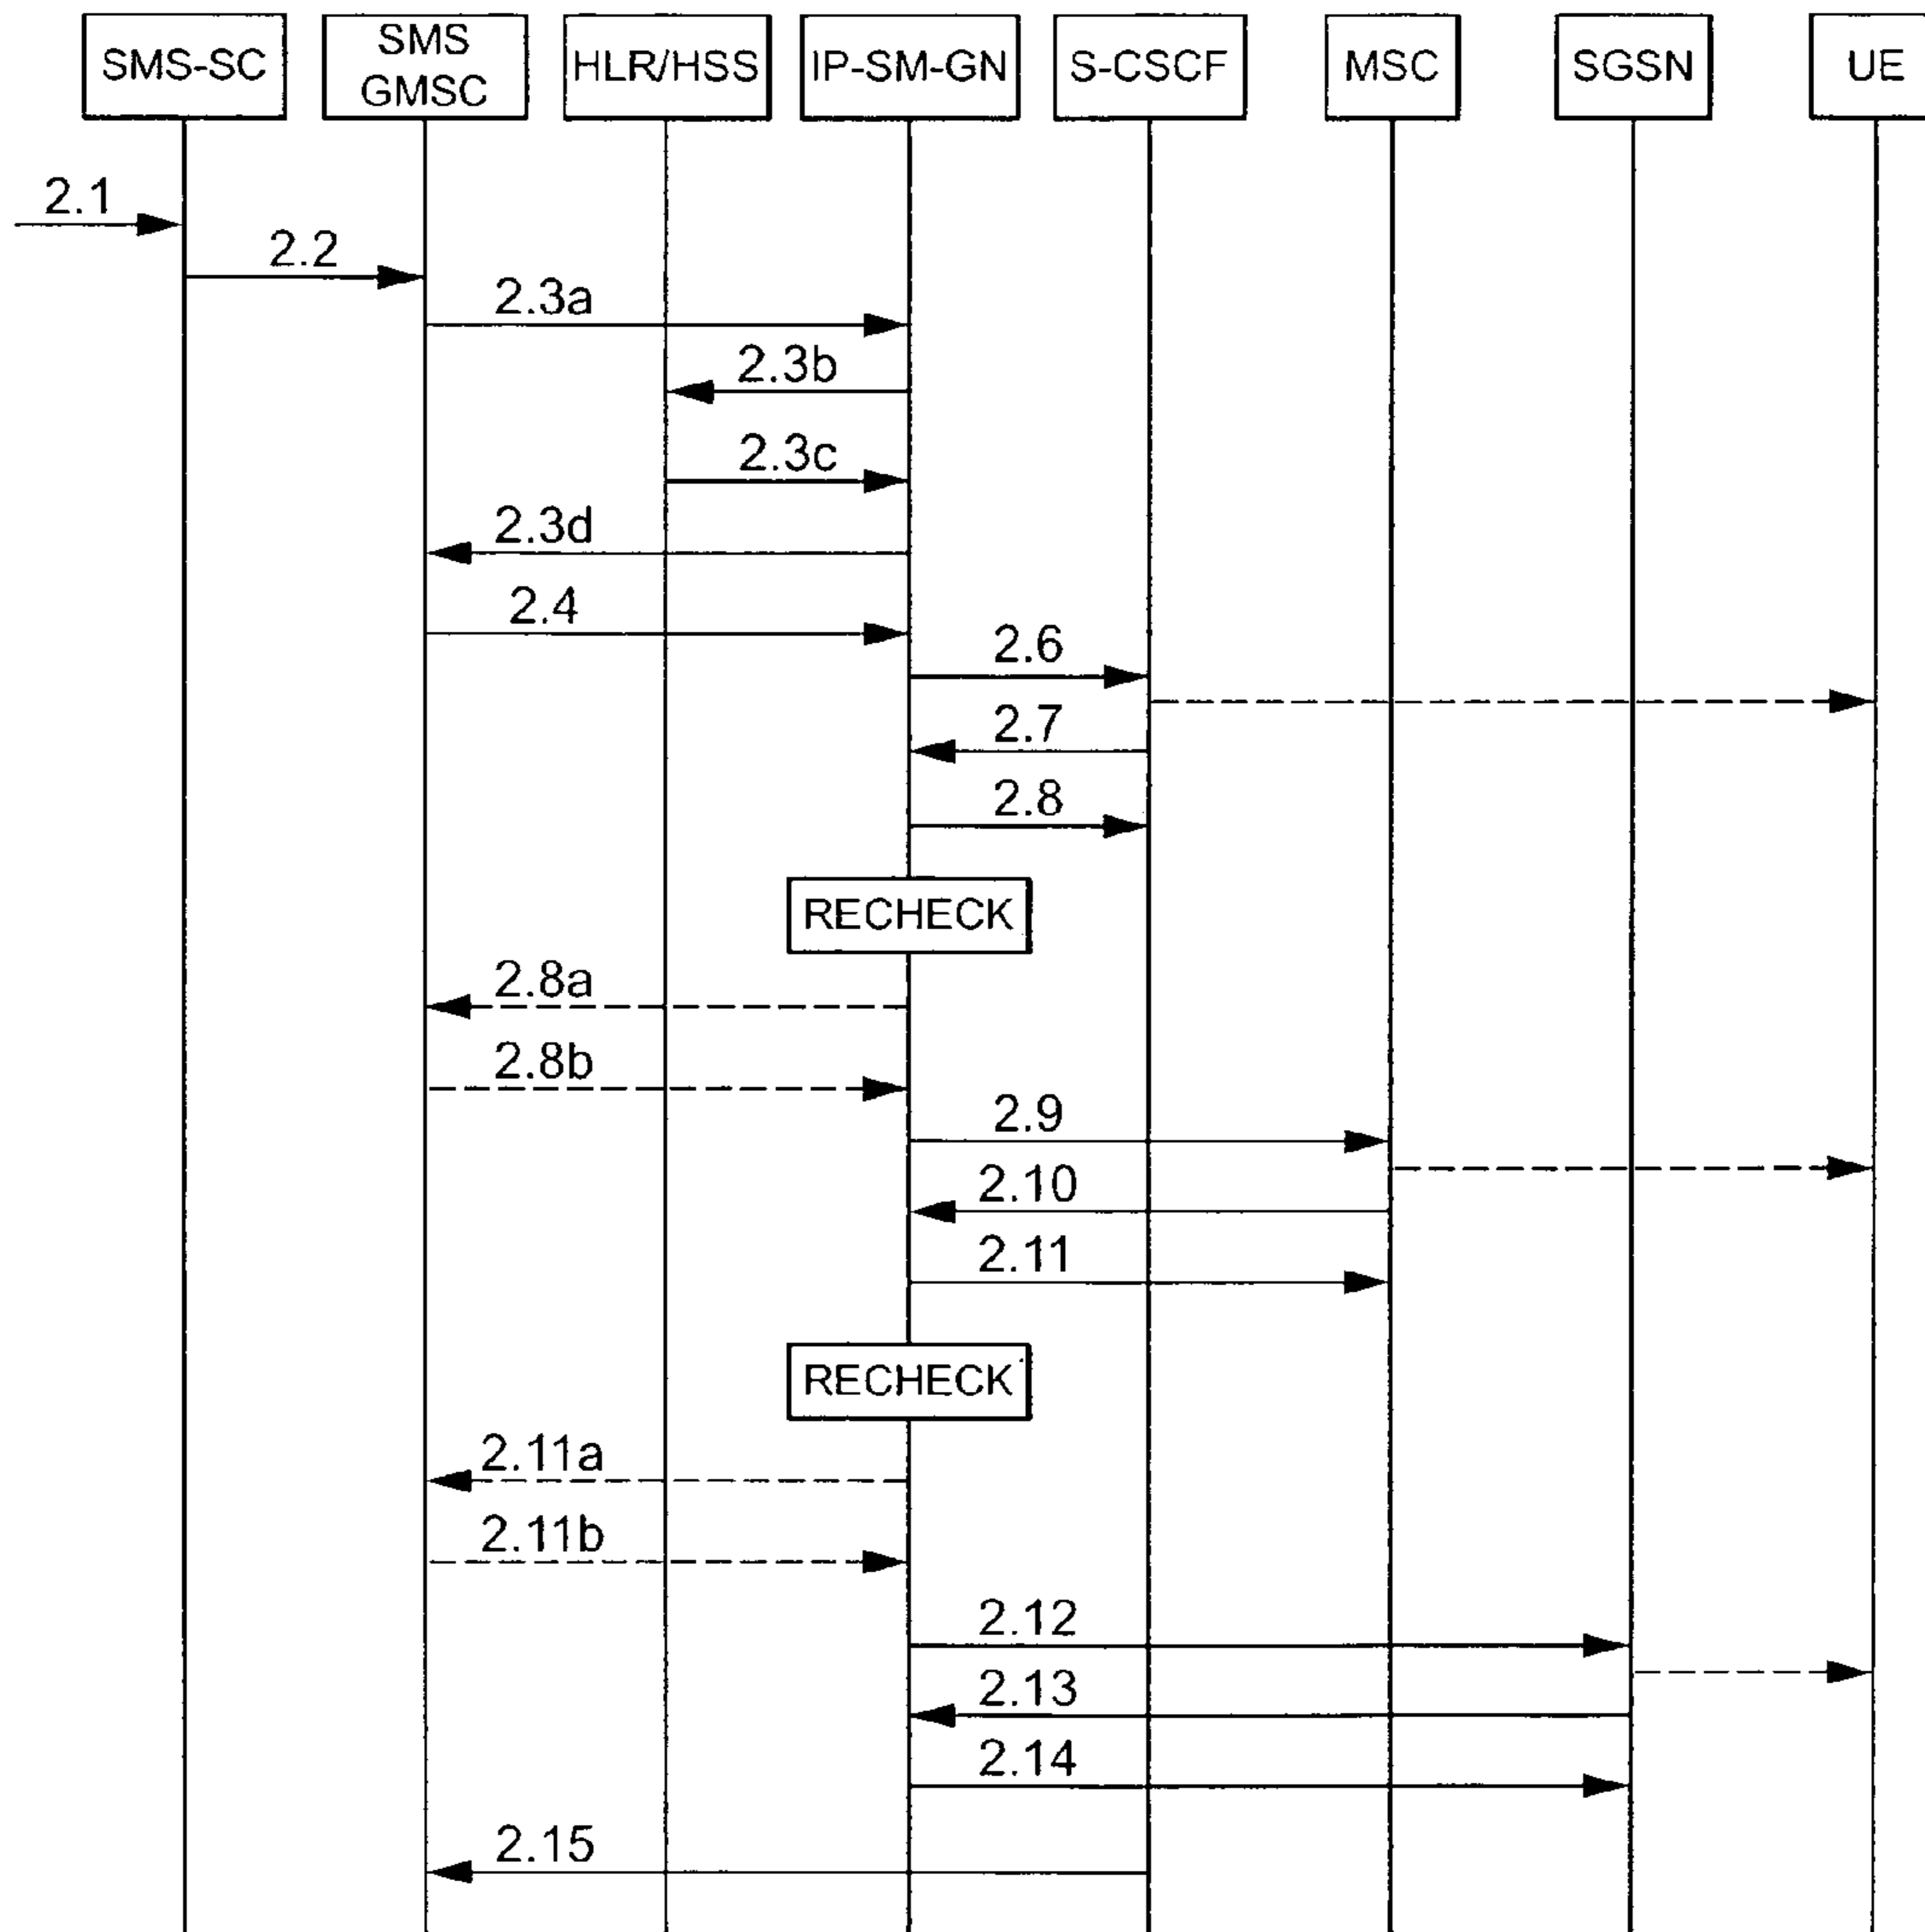 SMS-SC
SMS
GMSC
HLR/HSS
IP-SM-GN
S-CSCF
MSC
SGSN
UE
2.1
2.2
2.3a
2.3b
2.3c
2.3d
2.4
2.6
2.7
2.8
RECHECK
2.8a
2.8b
2.9
2.10
2.11
RECHECK
2.11a
2.11b
2.12
2.13
2.14
2.15